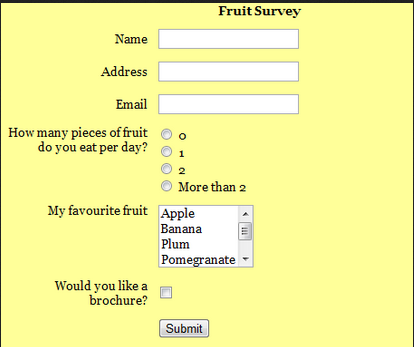 Fruit Survey
Name
Address
Email
How many pieces of fruit
do you eat per day?
0
1
2
More than 2
My favourite fruit
Apple
Banana
Plum
Pomegranate
Would you like a
brochure?
Submit